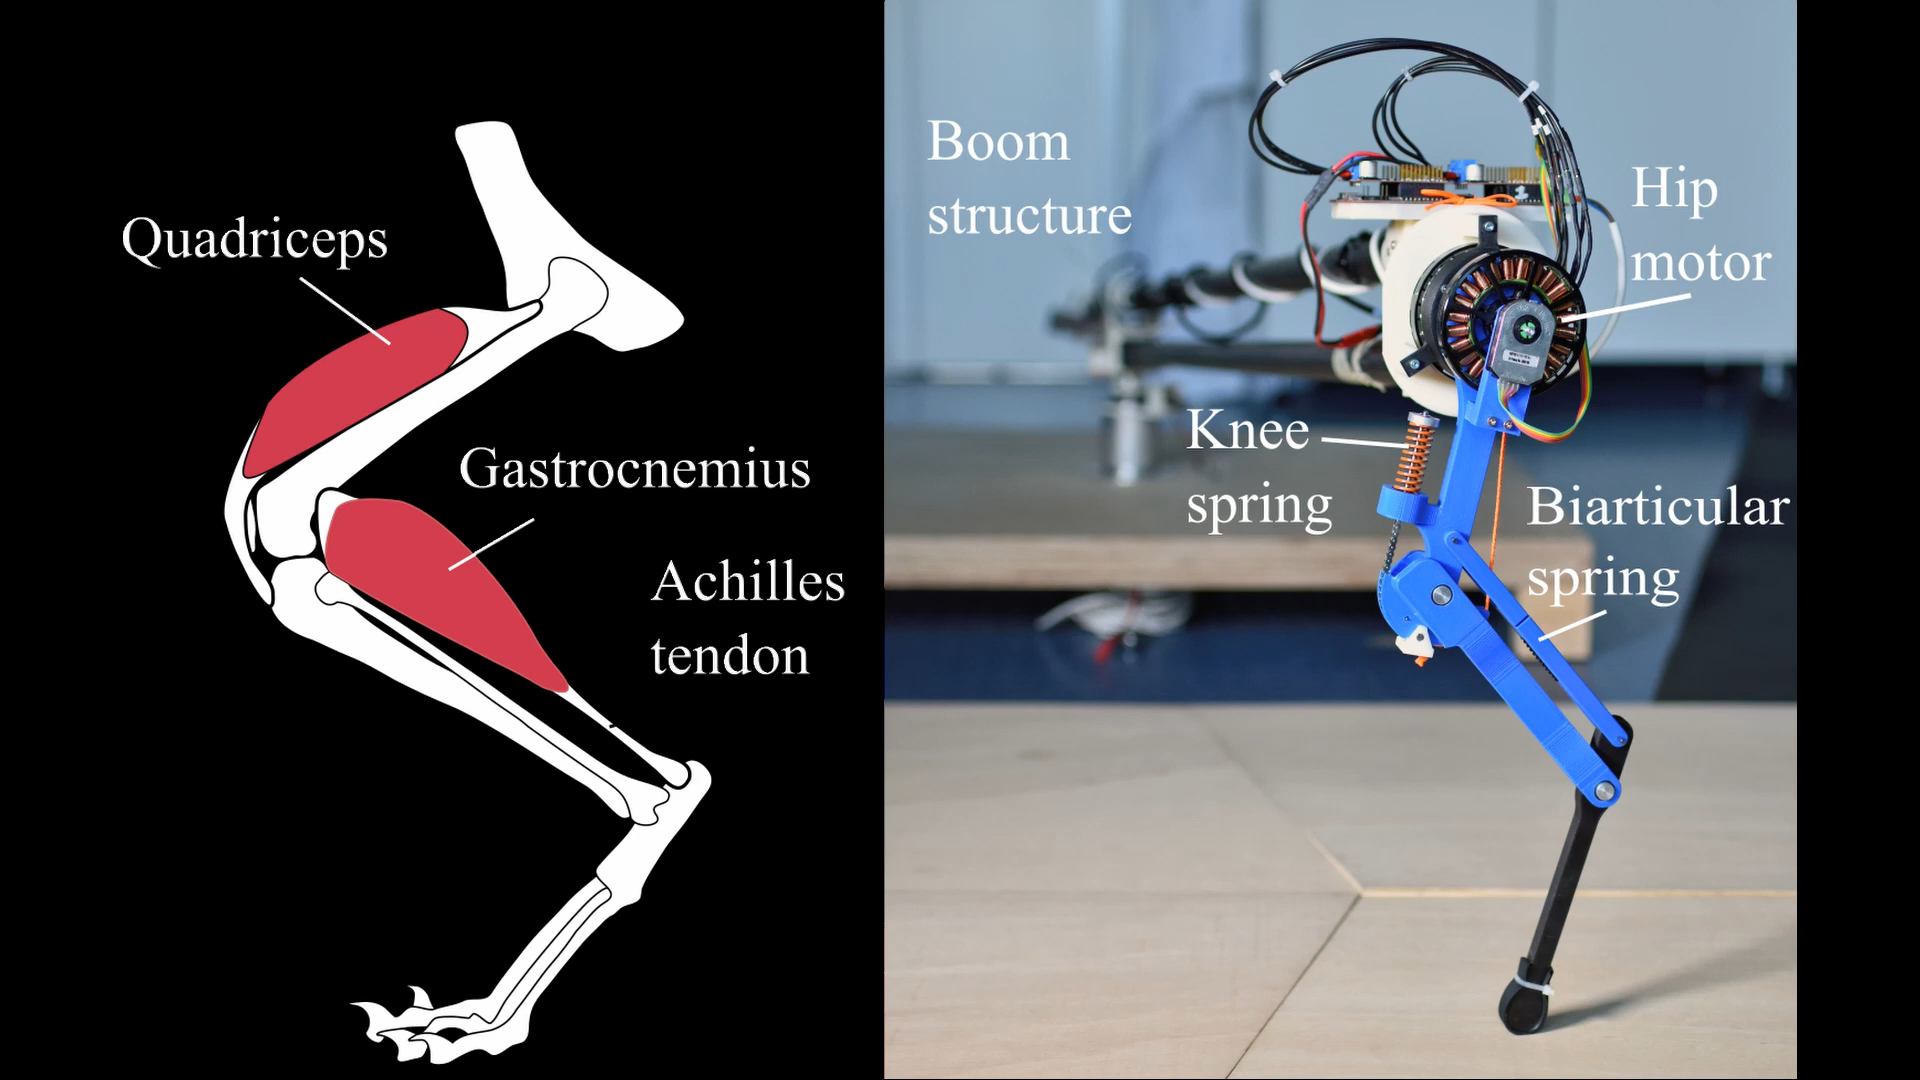 Quadriceps
Gastrocnemius
Achilles
tendon
Boom
structure
Hip
motor
Knee
spring
Biarticular
spring